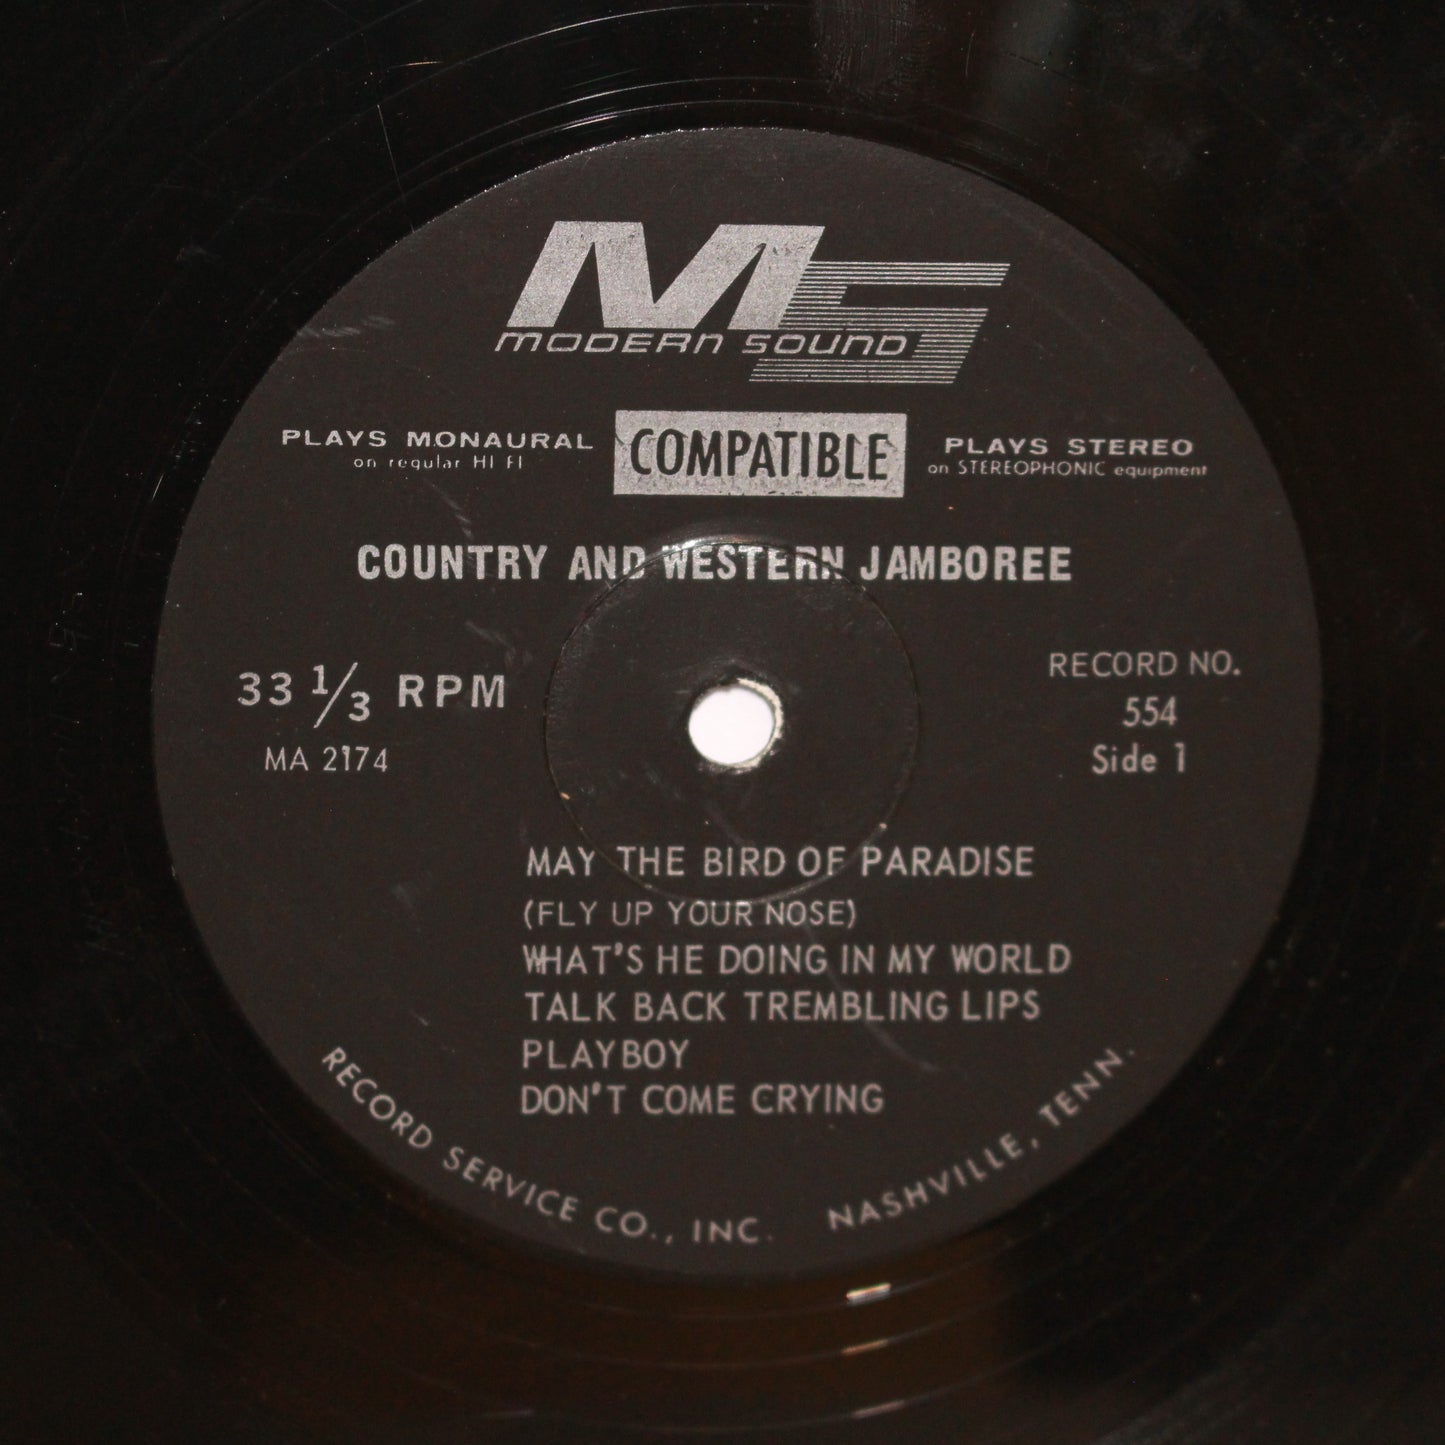 MS
MODERN SOUND
PLAYS MONAURAL
on regular HI FI
COMPATIBLE
PLAYS STEREO
on STEREOPHONIC equipment
COUNTRY AND WESTERN JAMBOREE
33 1/3 RPM
MA 2174
RECORD NO.
554
Side 1
MAY THE BIRD OF PARADISE
(FLY UP YOUR NOSE)
WHAT'S HE DOING IN MY WORLD
TALK BACK TREMBLING LIPS
PLAYBOY
DON'T COME CRYING
RECORD SERVICE CO., INC. NASHVILLE, TENN.